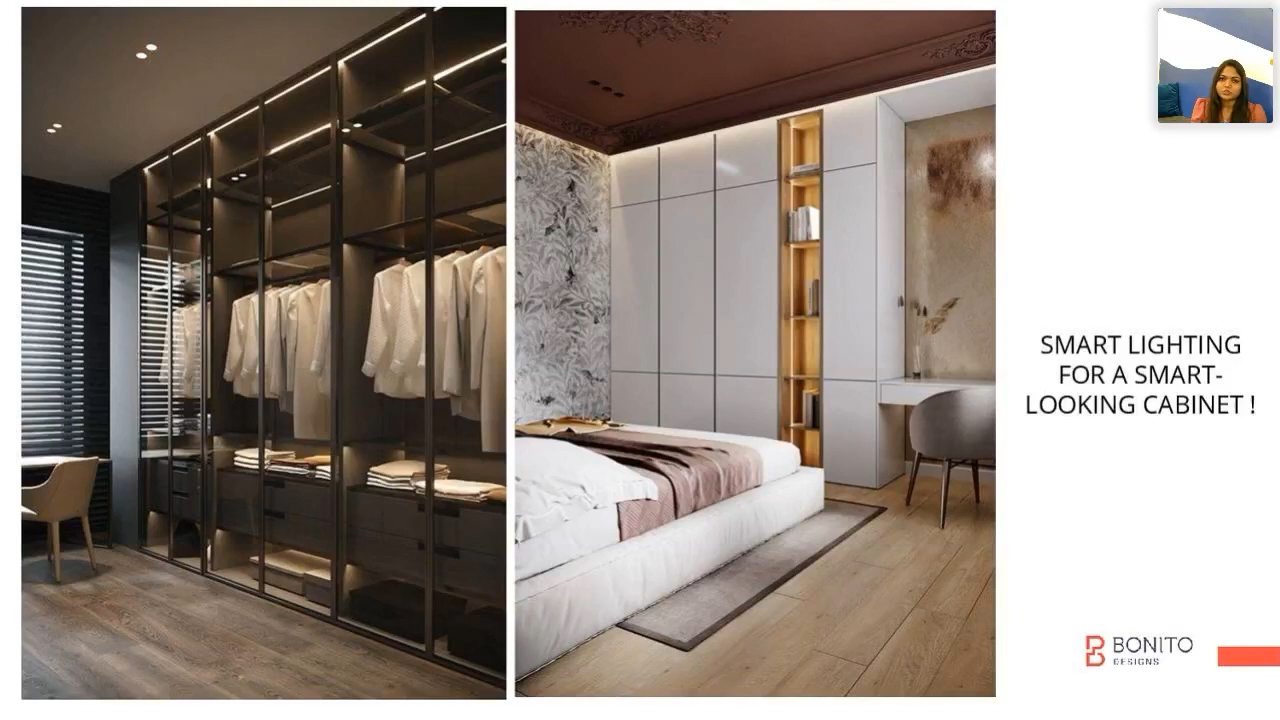 SMART LIGHTING
FOR A SMART-
LOOKING CABINET !
BONITO
DESIGNS